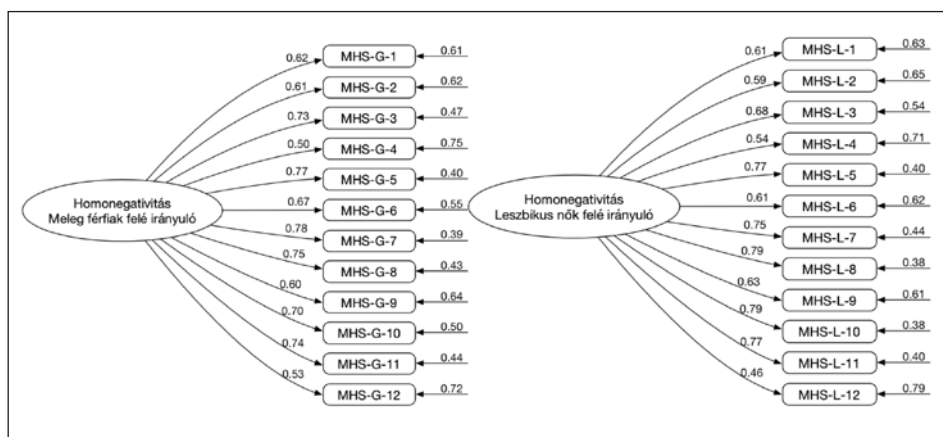 Homonegativitás
Meleg férfiak felé irányuló
0.62
MHS-G-1
0.61
0.61
MHS-G-2
0.62
0.73
MHS-G-3
0.47
0.50
MHS-G-4
0.75
0.77
MHS-G-5
0.40
0.67
MHS-G-6
0.55
0.78
MHS-G-7
0.39
0.75
MHS-G-8
0.43
0.60
MHS-G-9
0.64
0.70
MHS-G-10
0.50
0.74
MHS-G-11
0.44
0.53
MHS-G-12
0.72
Homonegativitás
Leszbikus nők felé irányuló
0.61
MHS-L-1
0.63
0.59
MHS-L-2
0.65
0.68
MHS-L-3
0.54
0.54
MHS-L-4
0.71
0.77
MHS-L-5
0.40
0.61
MHS-L-6
0.62
0.75
MHS-L-7
0.44
0.79
MHS-L-8
0.38
0.63
MHS-L-9
0.61
0.79
MHS-L-10
0.38
0.77
MHS-L-11
0.40
0.46
MHS-L-12
0.79